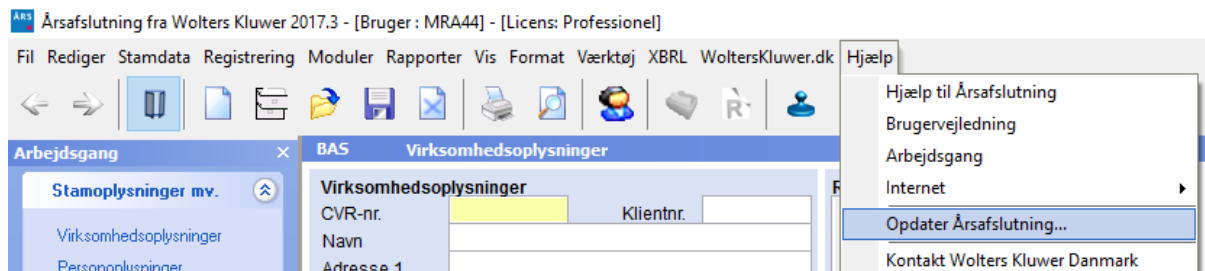 ÅRS Årsafslutning fra Wolters Kluwer 2017.3 - [Bruger : MRA44] - [Licens: Professionel]
Fil Rediger Stamdata Registrering Moduler Rapporter Vis Format Værktøj XBRL WoltersKluwer.dk Hjælp
R
Hjælp til Årsafslutning
Brugervejledning
Arbejdsgang
Internet
Opdater Årsafslutning...
Kontakt Wolters Kluwer Danmark
Arbejdsgang
Stamoplysninger mv.
Virksomhedsoplysninger
Personoplysninger
BAS Virksomhedsoplysninger
Virksomhedsoplysninger
CVR-nr. Klientnr.
Navn
Adresse 1